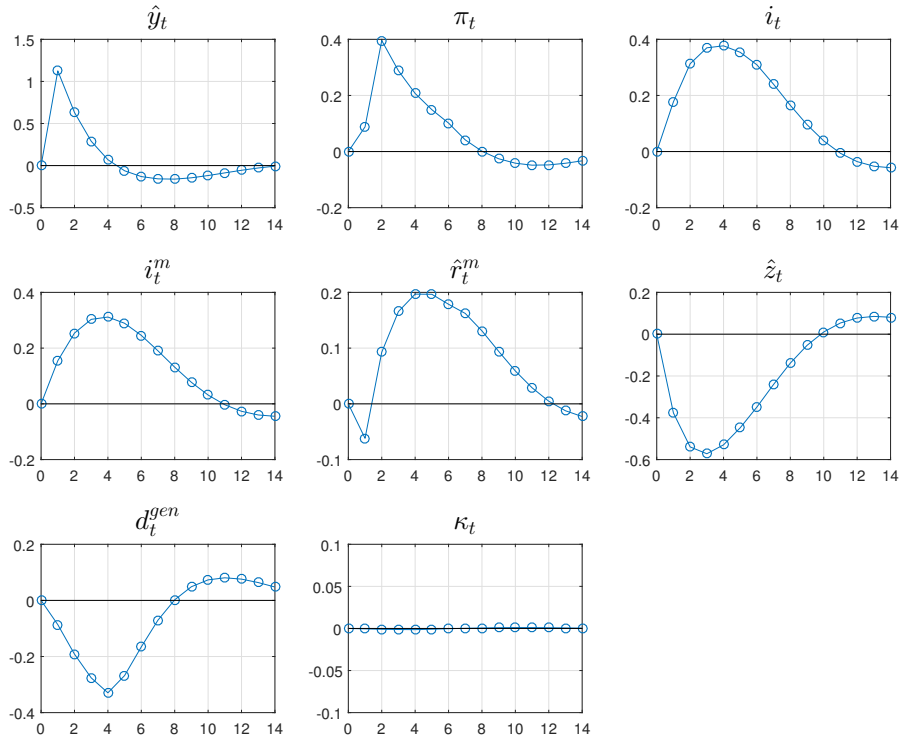 ŷ_t π_t i_t
1.5 0.4 0.4
1 0.2 0.2
0.5 0 0
0 -0.2 -0.2
-0.5
0 2 4 6 8 10 12 14 0 2 4 6 8 10 12 14 0 2 4 6 8 10 12 14
i_t^m r̂_t^m ẑ_t
0.4 0.2 0.2
0.2 0.1 0
0 0 -0.2
-0.2 -0.1 -0.4
-0.6
0 2 4 6 8 10 12 14 0 2 4 6 8 10 12 14 0 2 4 6 8 10 12 14
d_t^{gen} κ_t
0.2 0.1
0 0.05
-0.2 0
-0.4 -0.05
-0.1
0 2 4 6 8 10 12 14 0 2 4 6 8 10 12 14